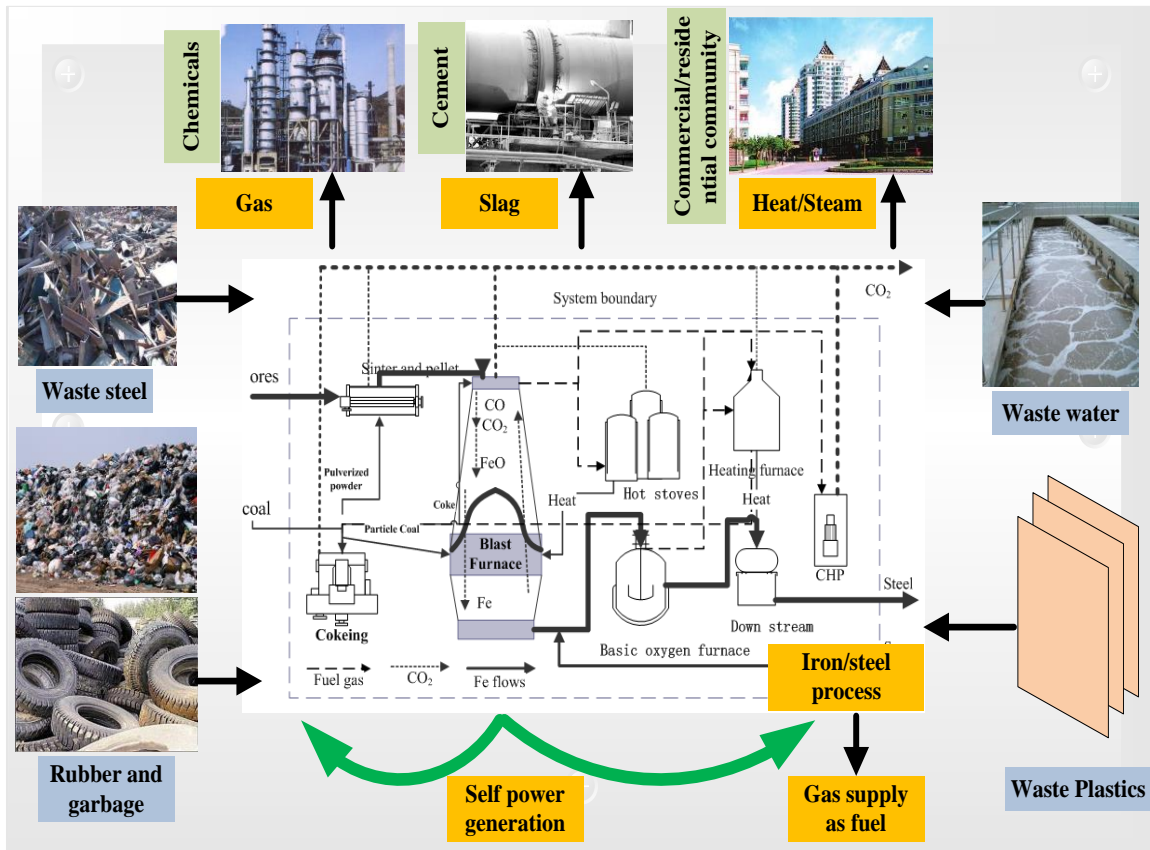 Chemicals
Cement
Commercial/reside
ntial community
Gas
Slag
Heat/Steam
CO2
System boundary
Waste steel
ores
Sinter and pellet
CO
CO2
FeO
Waste water
Pulverized
powder
Coke
Heat
Hot stoves
Heating furnace
Heat
coal
Particle Coal
Blast
Furnace
CHP
Steel
Fe
Cokeing
Down stream
Basic oxygen furnace
Fuel gas
CO2
Fe flows
Iron/steel
process
Rubber and
garbage
Self power
generation
Gas supply
as fuel
Waste Plastics